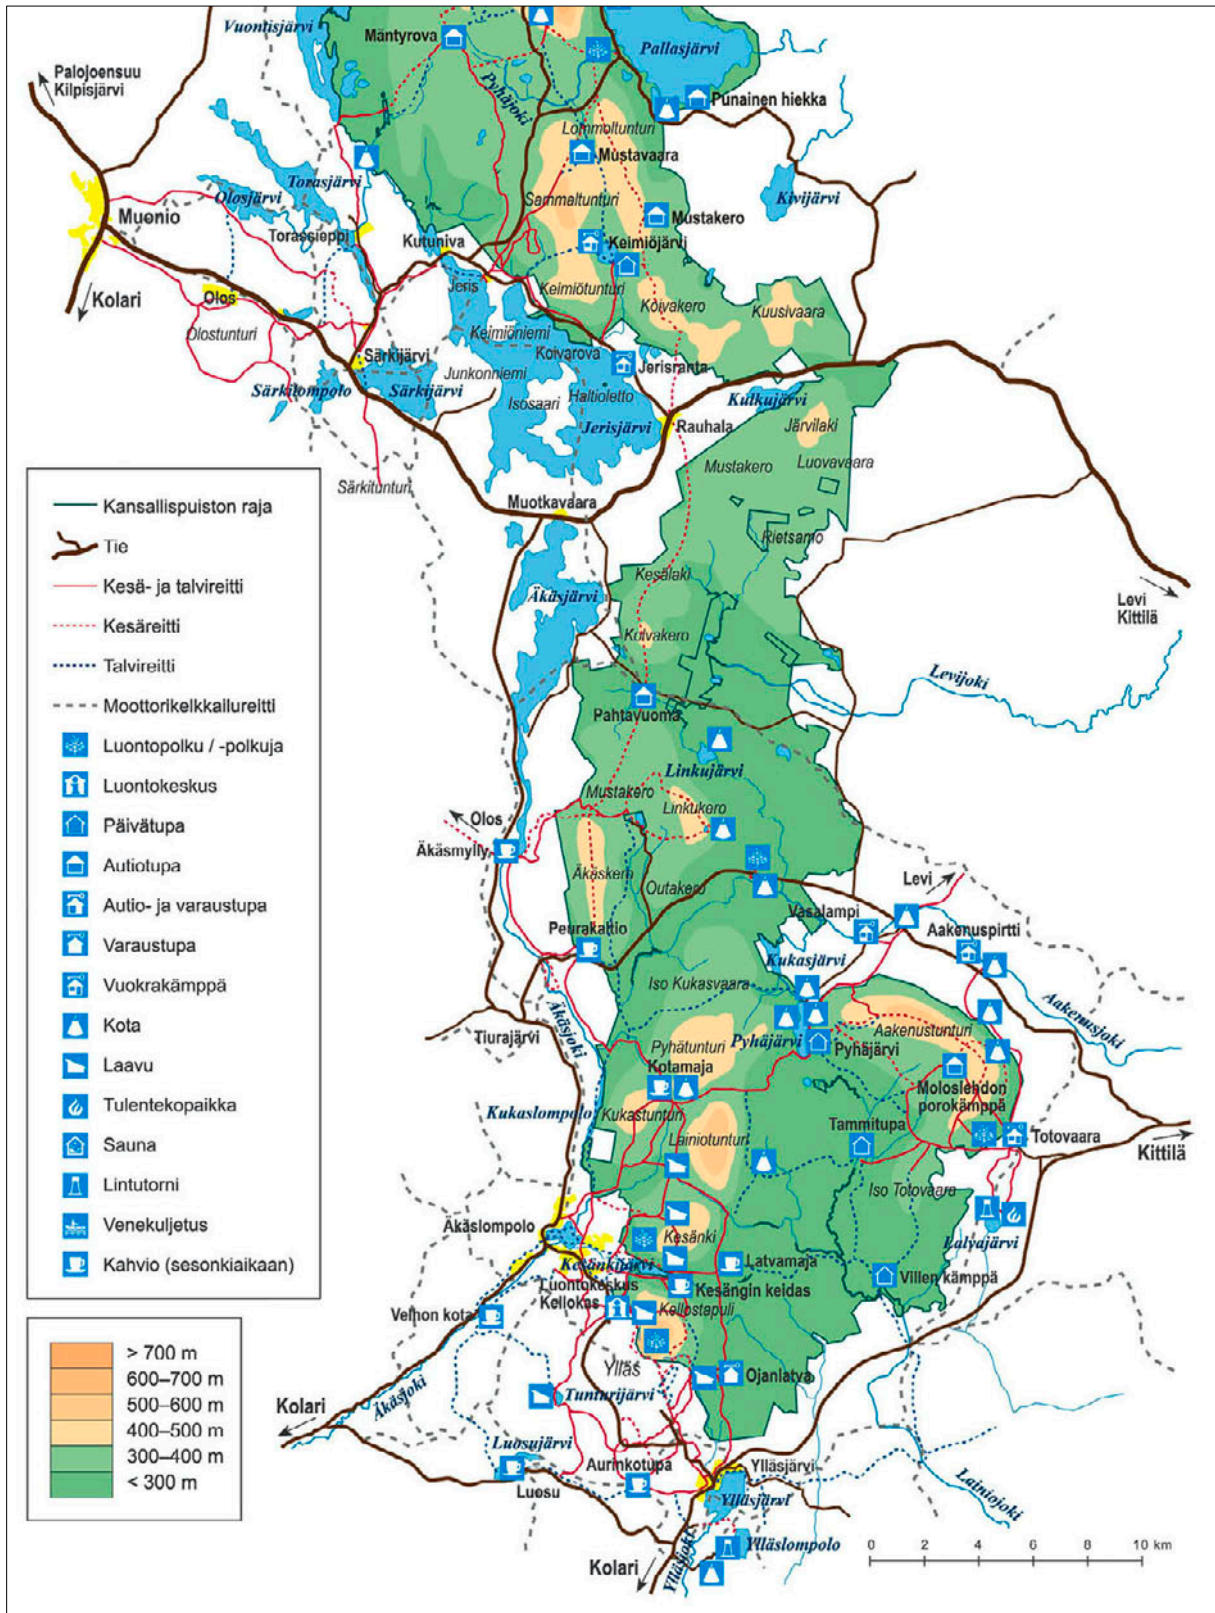 Vuontisjärvi
Mäntyrova
Pallasjärvi
Palojoensuu
Kilpisjärvi
Pyhäjoki
Punainen hiekka
Lommoltunturi
Mustavaara
Torasjärvi
Olosjärvi
Sammaltunturi
Kivijärvi
Muonio
Torassieppi
Kutuniva
Mustakero
Keimiöjärvi
Kolari
Olos
Jeris
Keimiötunturi
Koivakero
Kuusivaara
Olostunturi
Keimiöniemi
Särkijärvi
Koivarova
Jerisranta
Junkonniemi
Särkilompolo
Särkijärvi
Isosaari
Haltioletto
Kulkujärvi
Jerisjärvi
Rauhala
Järvilaki
Mustakero
Luovavaara
Särkitunturi
Muotkavaara
Rietsamo
Kesälaki
Äkäsjärvi
Levi
Kittilä
Koivakero
Levijoki
Pahtavuoma
Linkujärvi
Mustakero
Linkukero
Olos
Äkäsmylly
Äkäskero
Outakero
Levi
Vasalampi
Peurakaltio
Aakenuspirtti
Kukasjärvi
Iso Kukasvaara
Äkäsjoki
Aakenusjoki
Tiurajärvi
Aakenustunturi
Pyhätunturi
Pyhäjärvi
Pyhäjärvi
Kotamaja
Moloslehdon
porokämppä
Kukaslompolo
Kukastunturi
Tammitupa
Lainiotunturi
Totovaara
Kittilä
Iso Totovaara
Äkäslompolo
Kesänki
Lalvajärvi
Kesänkijärvi
Latvamaja
Villen kämppä
Luontokeskus
Kellokas
Kesängin keidas
Velhon kota
Kellostapuli
Ylläs
Ojanlatva
Kolari
Äkäsjoki
Tunturijärvi
Luosujärvi
Aurinkotupa
Ylläsjärvi
Luosu
Ylläsjärvi
Lainiojoki
Ylläslompolo
Kolari
Ylläsjoki
0 2 4 6 8 10 km
Kansallispuiston raja
Tie
Kesä- ja talvireitti
Kesäreitti
Talvireitti
Moottorikelkkailureitti
Luontopolku / -polkuja
Luontokeskus
Päivätupa
Autiotupa
Autio- ja varaustupa
Varaustupa
Vuokrakämppä
Kota
Laavu
Tulentekopaikka
Sauna
Lintutorni
Venekuljetus
Kahvio (sesonkiaikaan)
> 700 m
600–700 m
500–600 m
400–500 m
300–400 m
< 300 m